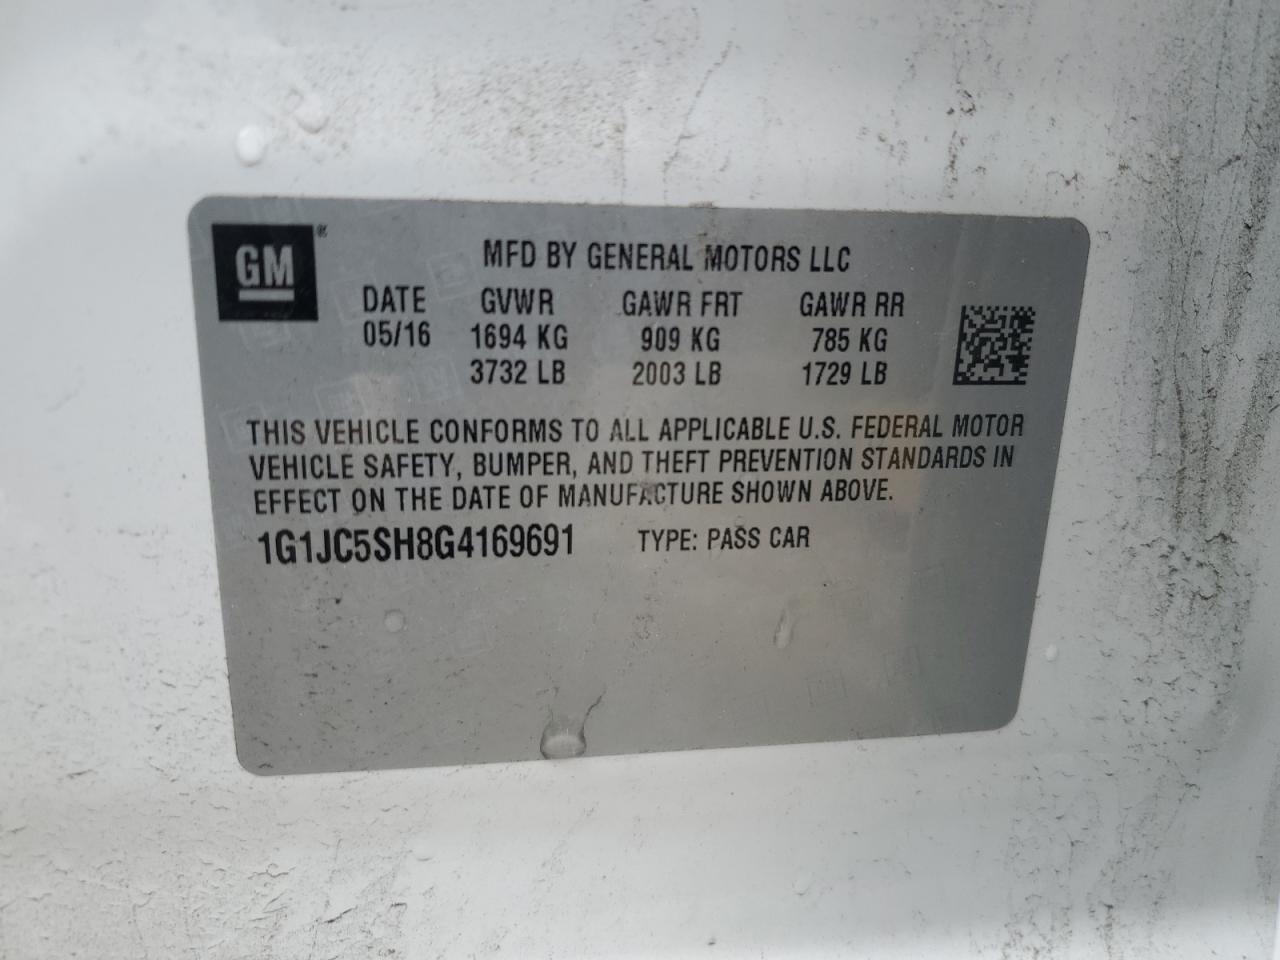 GM®
MFD BY GENERAL MOTORS LLC
DATE GVWR GAWR FRT GAWR RR
05/16 1694 KG 909 KG 785 KG
3732 LB 2003 LB 1729 LB
THIS VEHICLE CONFORMS TO ALL APPLICABLE U.S. FEDERAL MOTOR
VEHICLE SAFETY, BUMPER, AND THEFT PREVENTION STANDARDS IN
EFFECT ON THE DATE OF MANUFACTURE SHOWN ABOVE.
1G1JC5SH8G4169691 TYPE: PASS CAR